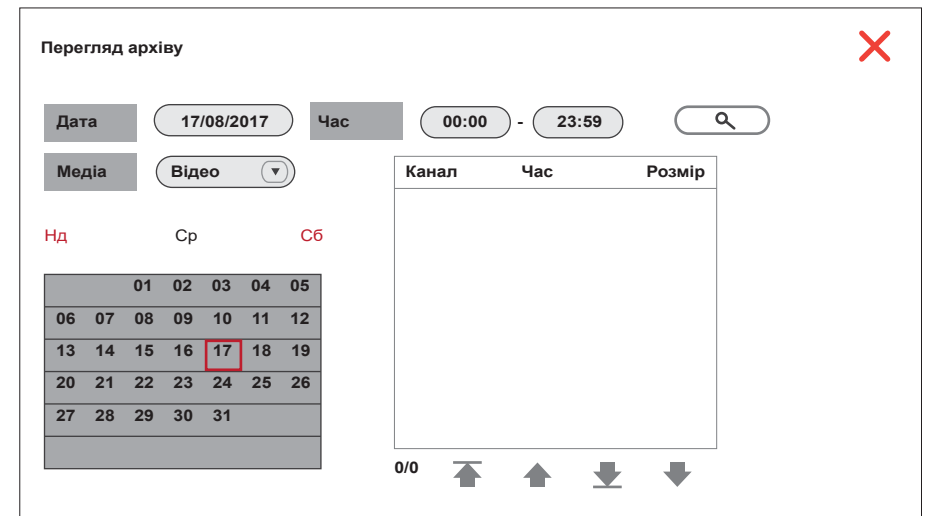 Перегляд архіву
Дата 17/08/2017 Час 00:00 - 23:59
Медіа Відео
Канал Час Розмір
Нд Ср Сб
01 02 03 04 05
06 07 08 09 10 11 12
13 14 15 16 17 18 19
20 21 22 23 24 25 26
27 28 29 30 31
0/0